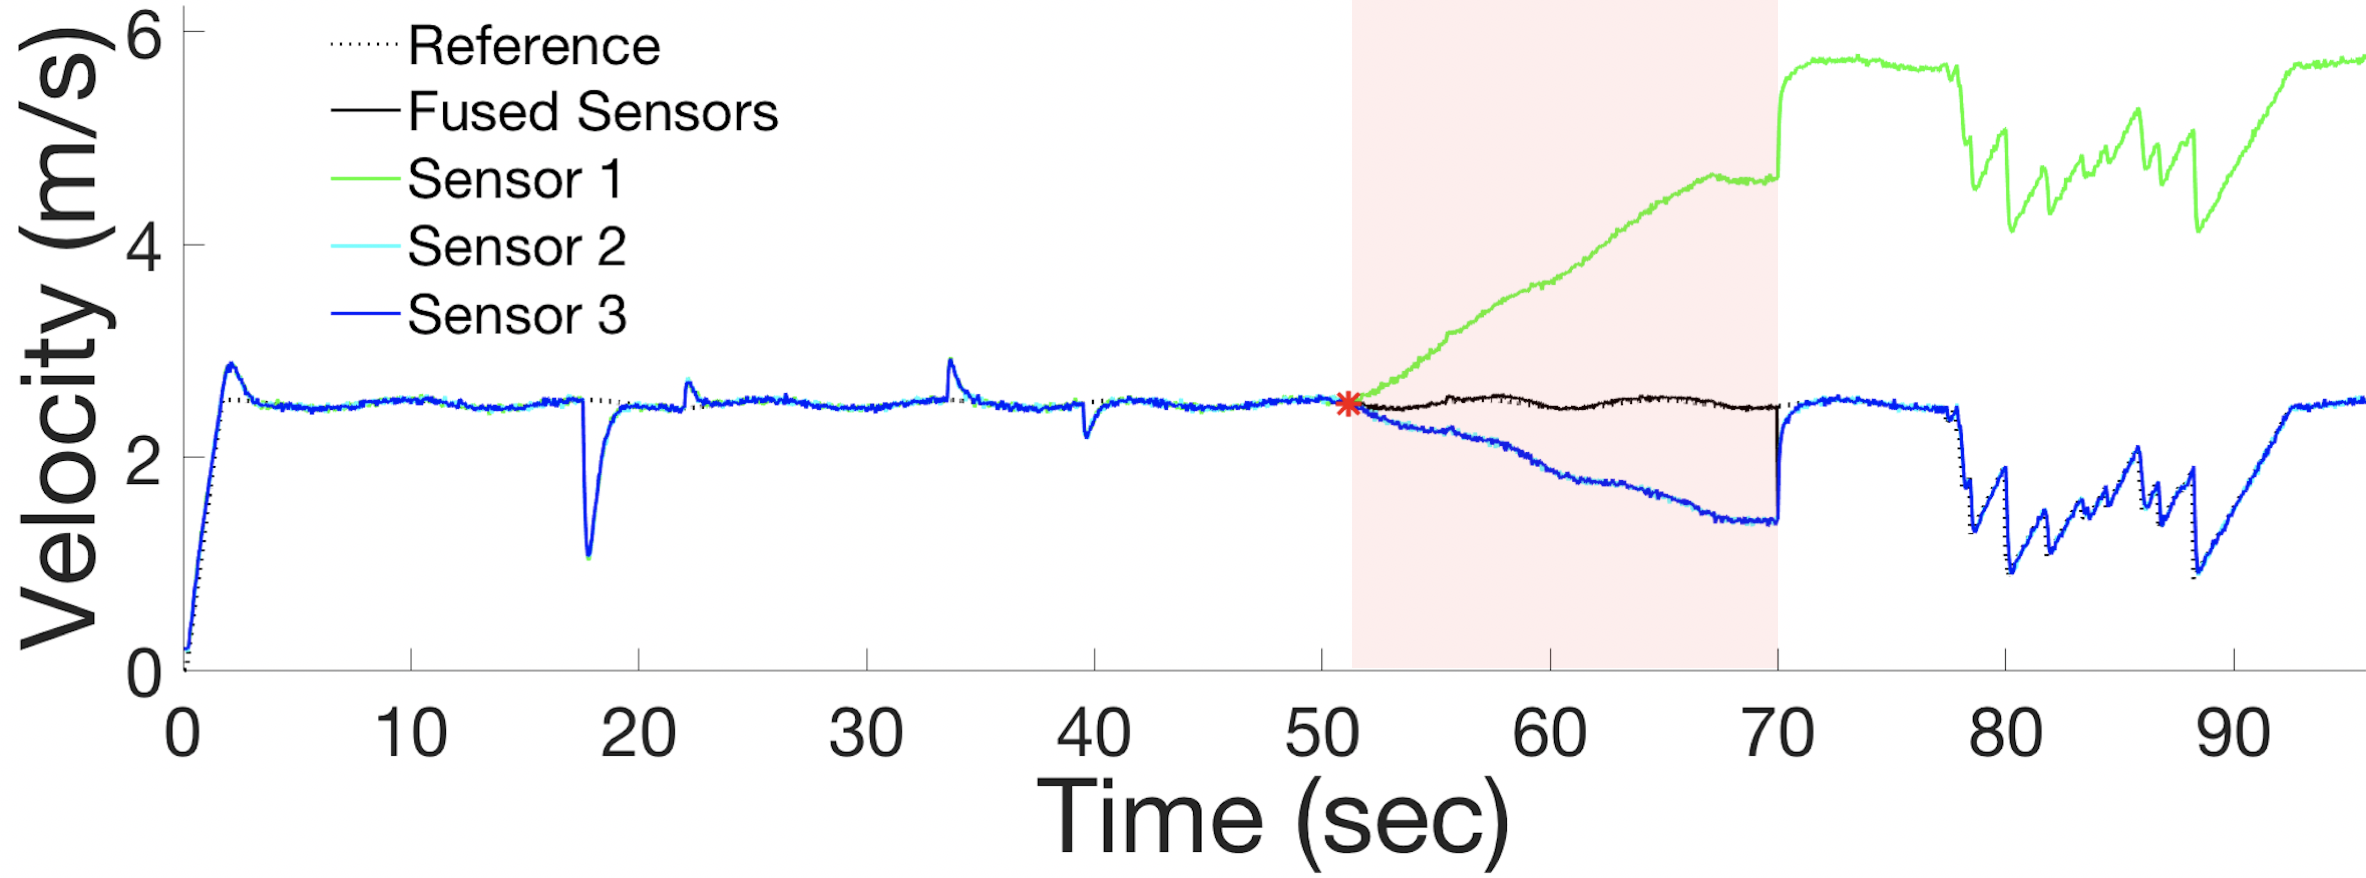 Velocity (m/s)
6
4
2
0
Reference
Fused Sensors
Sensor 1
Sensor 2
Sensor 3
0 10 20 30 40 50 60 70 80 90
Time (sec)